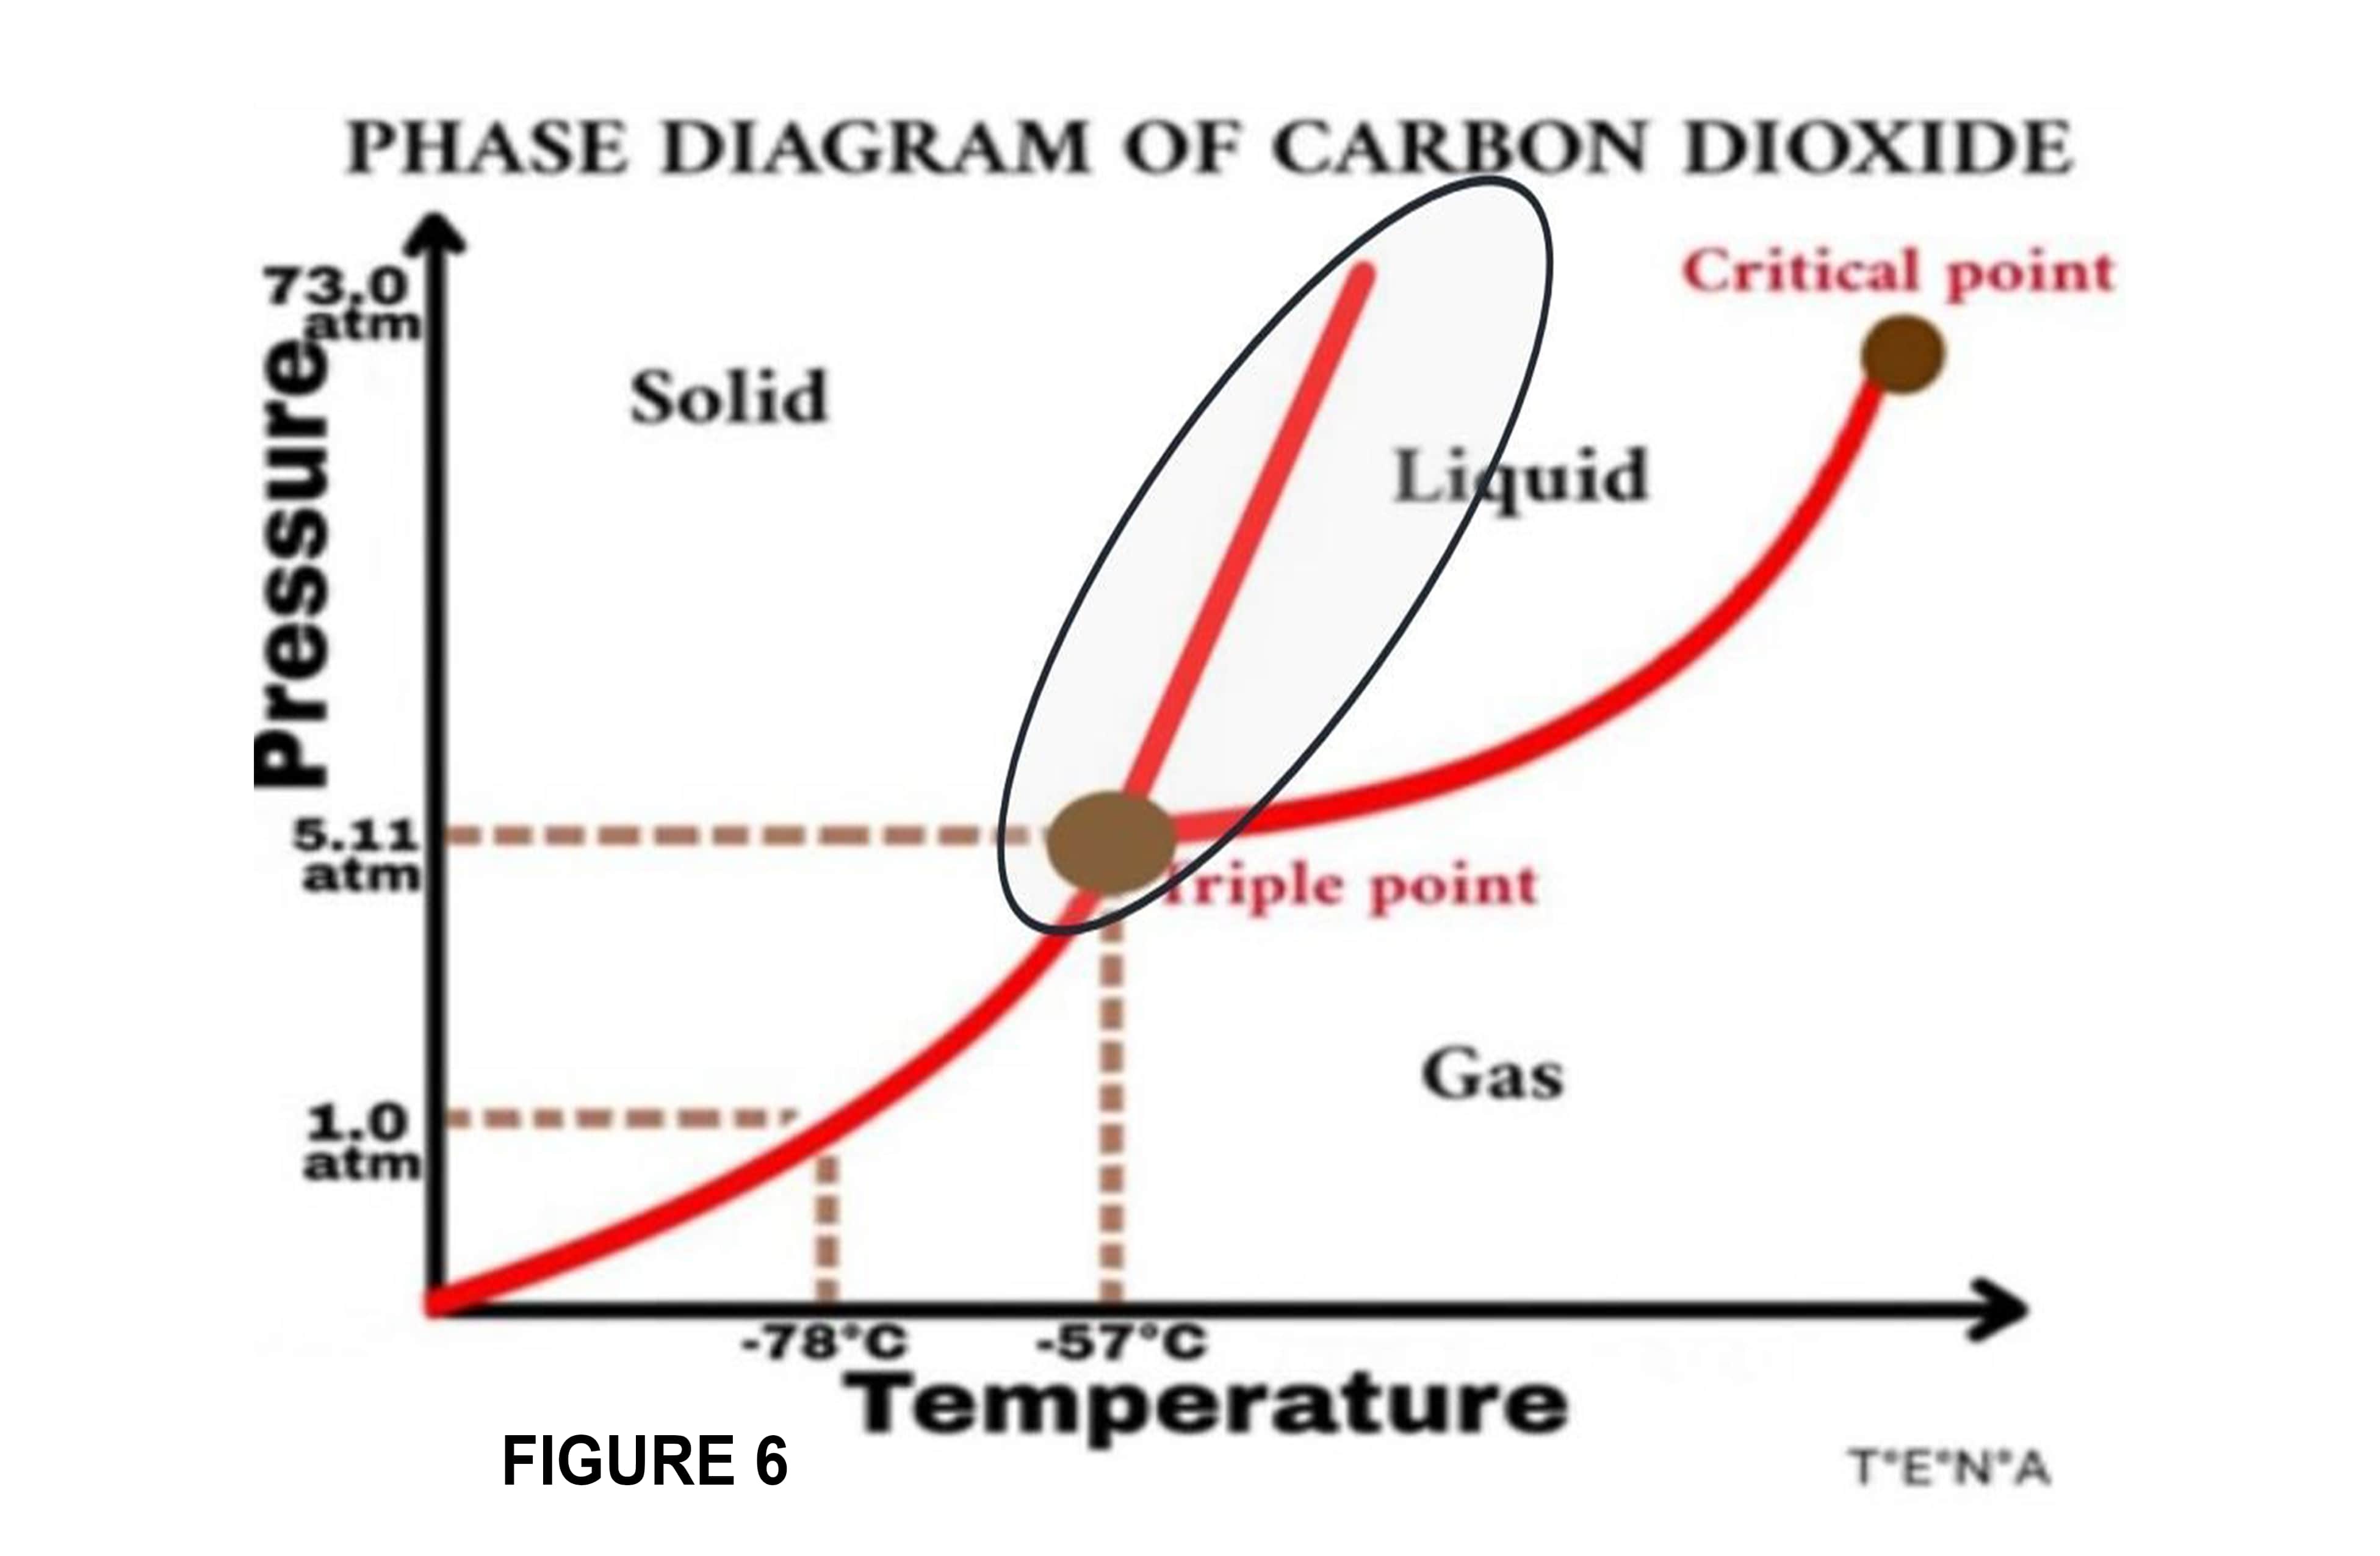 PHASE DIAGRAM OF CARBON DIOXIDE
Critical point
73.0
atm
Pressure
Solid
Liquid
5.11
atm
Triple point
Gas
1.0
atm
-78°C
-57°C
Temperature
FIGURE 6
T°E°N°A